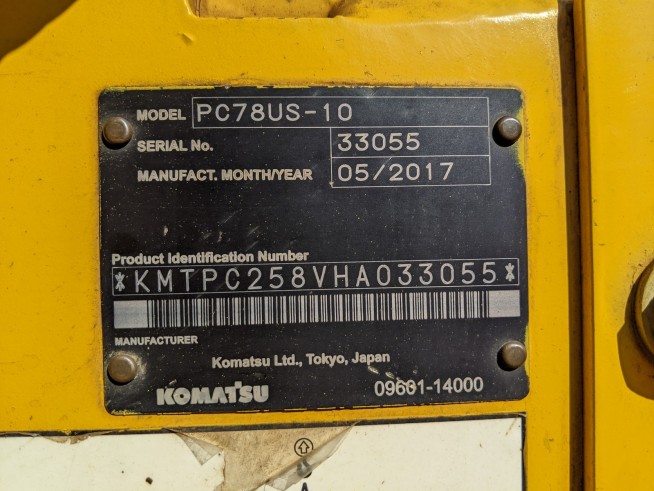 MODEL PC78US-10
SERIAL No. 33055
MANUFACT. MONTH/YEAR 05/2017
Product Identification Number
*KMTPC258VHA033055*
MANUFACTURER
Komatsu Ltd., Tokyo, Japan
KOMATSU 09601-14000